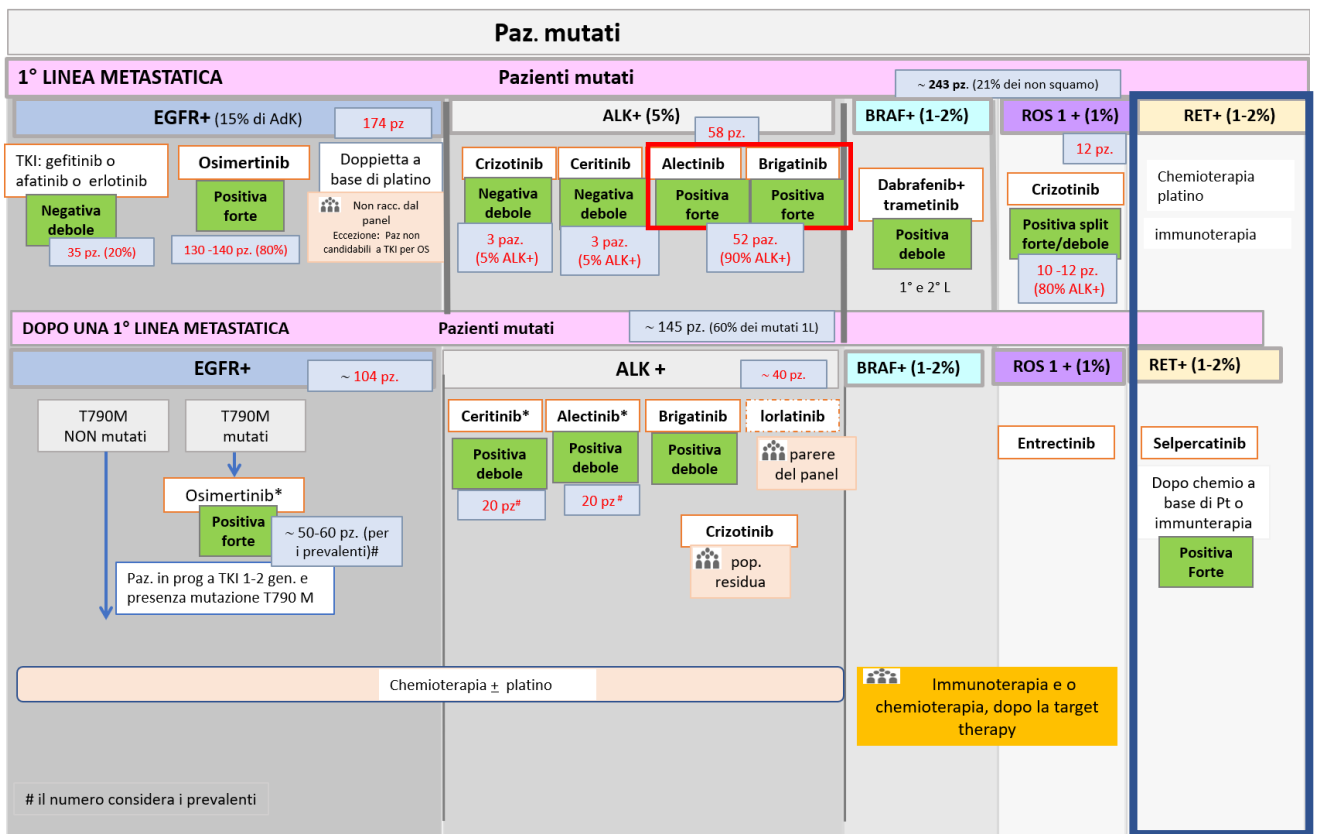 Paz. mutati
1° LINEA METASTATICA
Pazienti mutati
~ 243 pz. (21% dei non squamo)
EGFR+ (15% di AdK)
174 pz
TKI: gefitinib o
afatinib o erlotinib
Negativa
debole
35 pz. (20%)
Osimertinib
Positiva
forte
130 -140 pz. (80%)
Doppietta a
base di platino
Non racc. dal
panel
Eccezione: Paz non
candidabili a TKI per OS
ALK+ (5%)
58 pz.
Crizotinib
Negativa
debole
3 paz.
(5% ALK+)
Ceritinib
Negativa
debole
3 paz.
(5% ALK+)
Alectinib
Positiva
forte
Brigatinib
Positiva
forte
52 paz.
(90% ALK+)
BRAF+ (1-2%)
Dabrafenib+
trametinib
Positiva
debole
1° e 2° L
ROS 1 + (1%)
12 pz.
Crizotinib
Positiva split
forte/debole
10 -12 pz.
(80% ALK+)
RET+ (1-2%)
Chemioterapia
platino
immunoterapia
DOPO UNA 1° LINEA METASTATICA
Pazienti mutati
~ 145 pz. (60% dei mutati 1L)
EGFR+
~ 104 pz.
T790M
NON mutati
T790M
mutati
Osimertinib*
Positiva
forte
~ 50-60 pz. (per
i prevalenti)#
Paz. in prog a TKI 1-2 gen. e
presenza mutazione T790 M
ALK +
~ 40 pz.
Ceritinib*
Positiva
debole
20 pz#
Alectinib*
Positiva
debole
20 pz #
Brigatinib
Positiva
debole
lorlatinib
parere
del panel
Crizotinib
pop.
residua
BRAF+ (1-2%)
ROS 1 + (1%)
Entrectinib
RET+ (1-2%)
Selpercatinib
Dopo chemio a
base di Pt o
immunterapia
Positiva
Forte
Chemioterapia ± platino
Immunoterapia e o
chemioterapia, dopo la target
therapy
# il numero considera i prevalenti